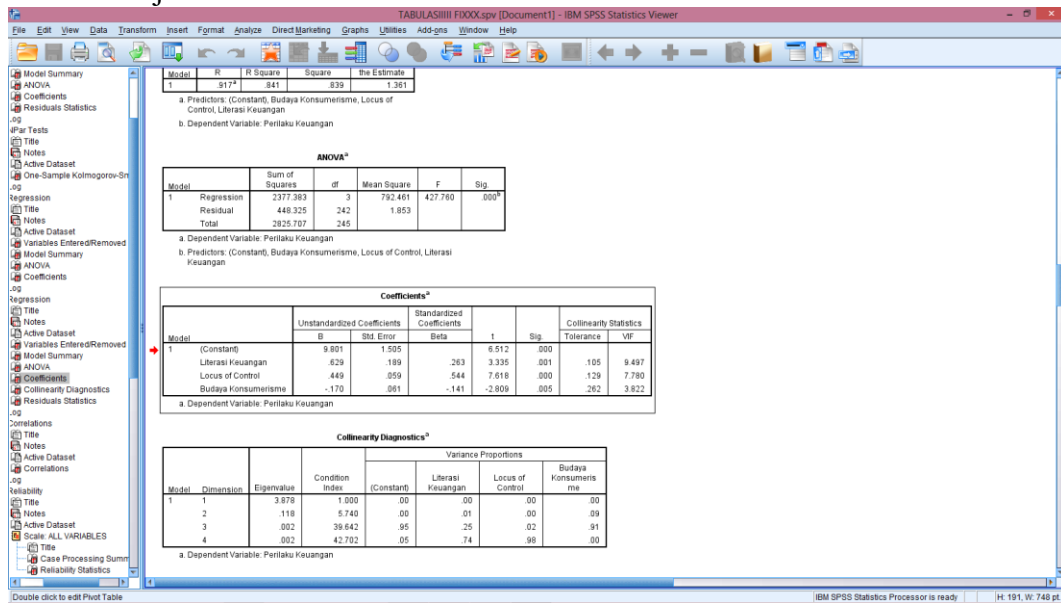 TABULASIIIII FIXXX.spv [Document1] - IBM SPSS Statistics Viewer
File Edit View Data Transform Insert Format Analyze Direct Marketing Graphs Utilities Add-ons Window Help
Model Summary
ANOVA
Coefficients
Residuals Statistics
.og
NPar Tests
Title
Notes
Active Dataset
One-Sample Kolmogorov-Sm
.og
Regression
Title
Notes
Active Dataset
Variables Entered/Removed
Model Summary
ANOVA
Coefficients
.og
Regression
Title
Notes
Active Dataset
Variables Entered/Removed
Model Summary
ANOVA
Coefficients
Collinearity Diagnostics
Residuals Statistics
.og
Correlations
Title
Notes
Active Dataset
Correlations
.og
Reliability
Title
Notes
Active Dataset
Scale: ALL VARIABLES
Title
Case Processing Summ
Reliability Statistics
Model R R Square Square the Estimate
1 .917a .841 .839 1.361
a. Predictors: (Constant), Budaya Konsumerisme, Locus of
Control, Literasi Keuangan
b. Dependent Variable: Perilaku Keuangan
ANOVAa
Model Sum of Squares df Mean Square F Sig.
1 Regression 2377.383 3 792.461 427.760 .000b
Residual 448.325 242 1.853
Total 2825.707 245
a. Dependent Variable: Perilaku Keuangan
b. Predictors: (Constant), Budaya Konsumerisme, Locus of Control, Literasi
Keuangan
Coefficientsa
Unstandardized Coefficients Standardized Coefficients Collinearity Statistics
Model B Std. Error Beta t Sig. Tolerance VIF
1 (Constant) 9.801 1.505 6.512 .000
Literasi Keuangan .629 .189 .263 3.335 .001 .105 9.497
Locus of Control .449 .059 .544 7.618 .000 .129 7.780
Budaya Konsumerisme -.170 .061 -.141 -2.809 .005 .262 3.822
a. Dependent Variable: Perilaku Keuangan
Collinearity Diagnosticsa
Variance Proportions
Model Dimension Eigenvalue Condition Index (Constant) Literasi Keuangan Locus of Control Budaya Konsumeris me
1 1 3.878 1.000 .00 .00 .00 .00
2 .118 5.740 .00 .01 .00 .09
3 .002 39.642 .95 .25 .02 .91
4 .002 42.702 .05 .74 .98 .00
a. Dependent Variable: Perilaku Keuangan
Double click to edit Pivot Table
IBM SPSS Statistics Processor is ready H: 191, W: 748 pt